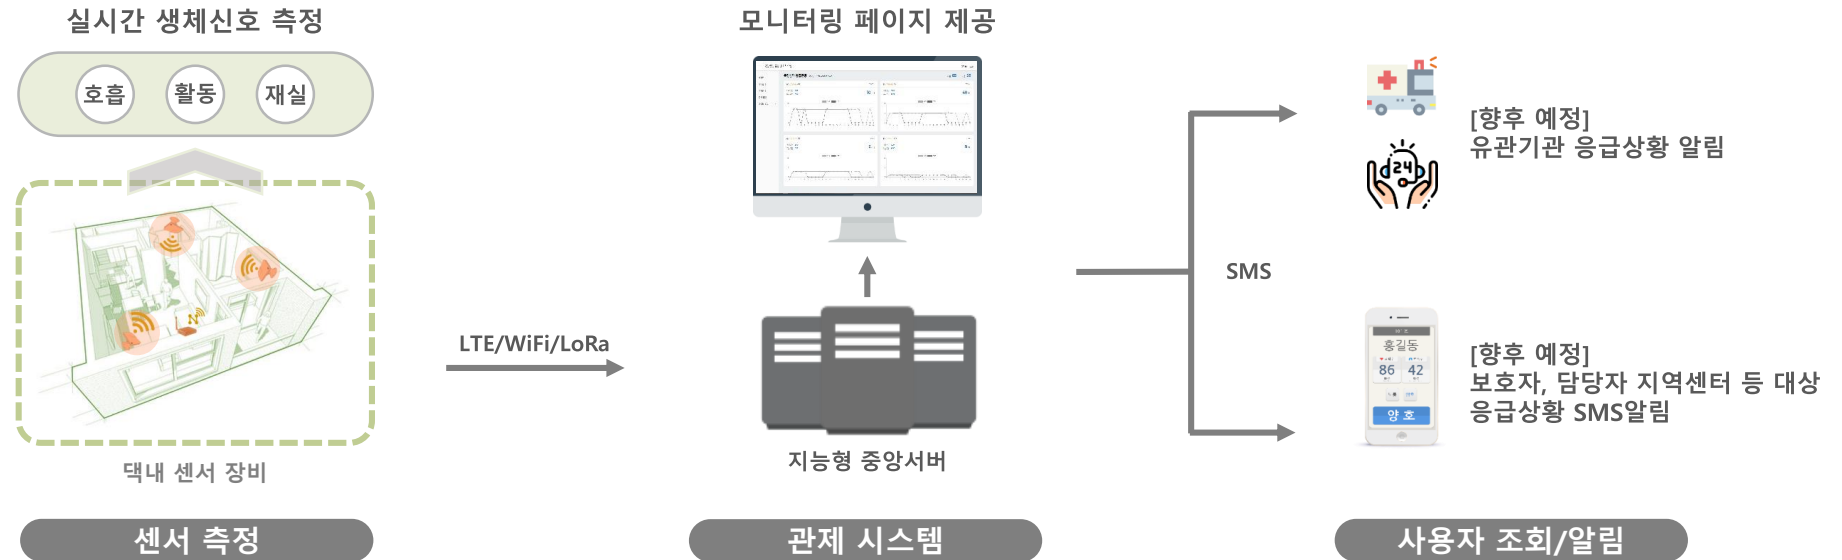 실시간 생체신호 측정
호흡
활동
재실
댁내 센서 장비
센서 측정
LTE/WiFi/LoRa
모니터링 페이지 제공
지능형 중앙서버
관제 시스템
SMS
24
[향후 예정]
유관기관 응급상황 알림
홍길동
86 42
양호
[향후 예정]
보호자, 담당자 지역센터 등 대상
응급상황 SMS알림
사용자 조회/알림